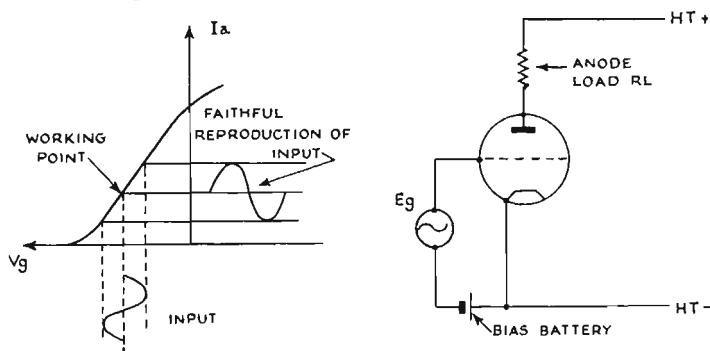 Ia
FAITHFUL
REPRODUCTION OF
INPUT
WORKING
POINT
Vg
INPUT
HT+
ANODE
LOAD RL
Eg
HT-
BIAS BATTERY